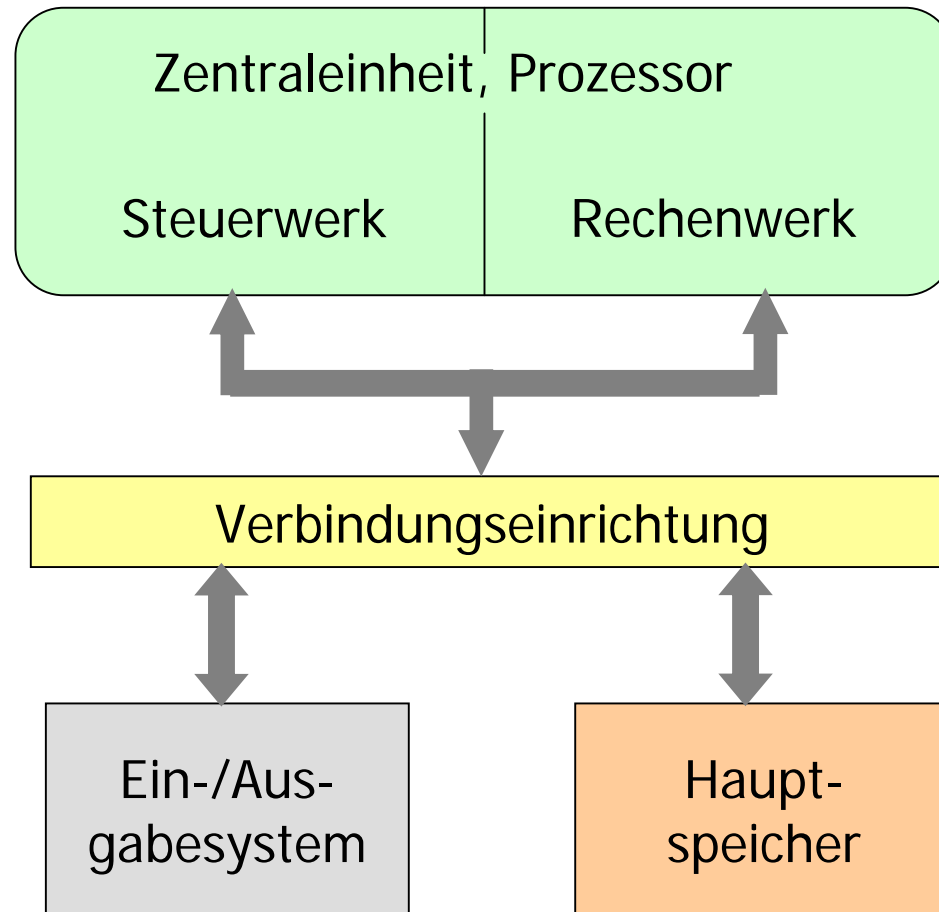 Zentraleinheit, Prozessor
Steuerwerk
Rechenwerk
Verbindungseinrichtung
Ein-/Aus-
gabesystem
Haupt-
speicher